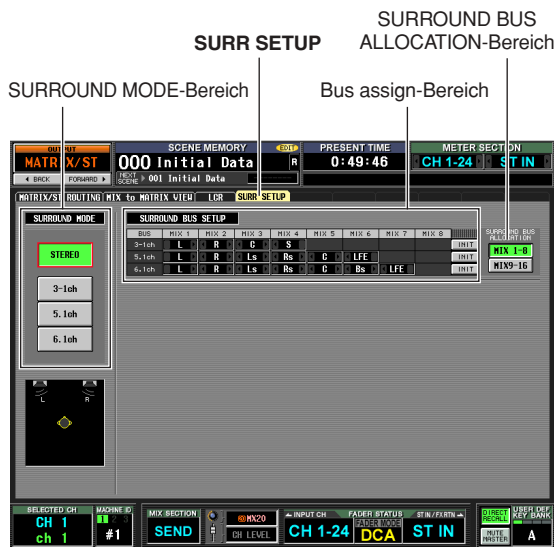 SURROUND BUS
SURR SETUP ALLOCATION-Bereich
SURROUND MODE-Bereich Bus assign-Bereich
OUTPUT SCENE MEMORY EDIT PRESENT TIME METER SECTION
MATRIX/ST 000 Initial Data R 0:49:46 CH 1-24 ST IN
BACK FORWARD NEXT SCENE 001 Initial Data
MATRIX/ST ROUTING MIX to MATRIX VIEW LCR SURR SETUP
SURROUND MODE SURROUND BUS SETUP
BUS MIX 1 MIX 2 MIX 3 MIX 4 MIX 5 MIX 6 MIX 7 MIX 8
SURROUND BUS
ALLOCATION
3-1ch L R C S INIT
5.1ch L R Ls Rs C LFE INIT
6.1ch L R Ls Rs C Bs LFE INIT
MIX 1-8
MIX9-16
STEREO
3-1ch
5.1ch
6.1ch
L R
SELECTED CH MACHINE ID MIX SECTION INPUT CH FADER STATUS ST IN/FXRTN DIRECT RECALL USER DEF KEY BANK
CH 1 1 2 3 SEND MX20 CH 1-24 FADER MODE ST IN
ch 1 #1 CH LEVEL DCA MUTE MASTER A